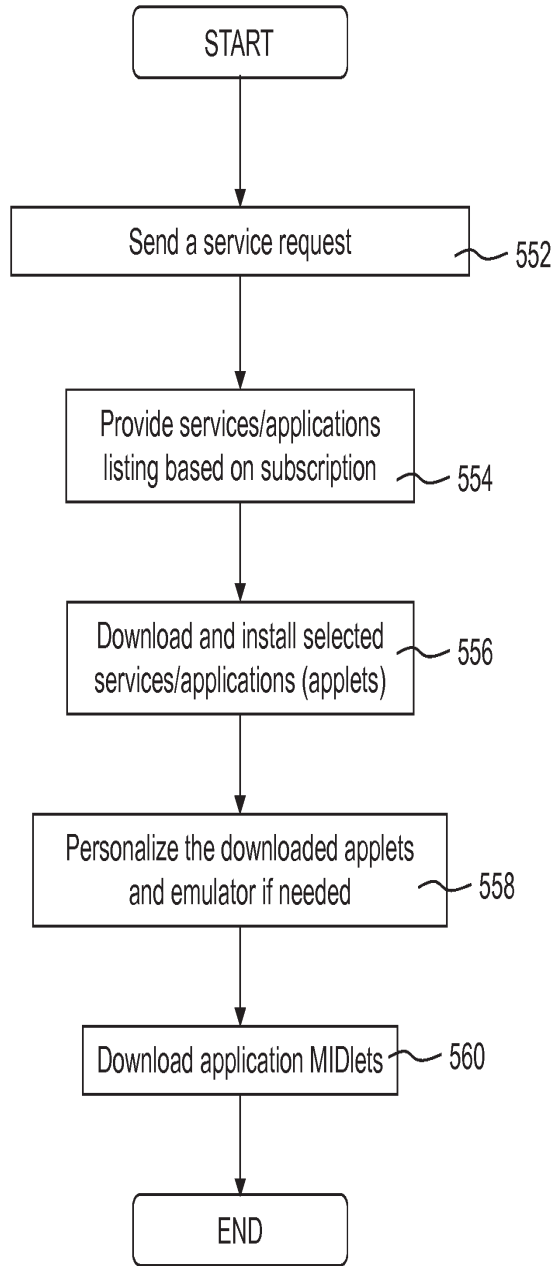 START
Send a service request
552
Provide services/applications
listing based on subscription
554
Download and install selected
services/applications (applets)
556
Personalize the downloaded applets
and emulator if needed
558
Download application MIDlets
560
END